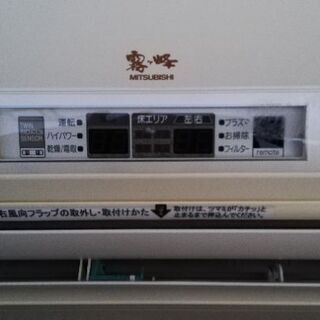 霧ヶ峰
MITSUBISHI
運転
ハイパワー
乾燥/電取
床エリア
左右
プラズマ
お掃除
フィルター
remote
右風向フラップの取外し・取付けかた
取付けは、ツマミが「カチッ」と
止まるまで押込んでください。